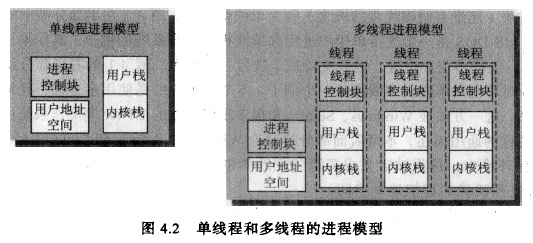 单线程进程模型
进程
控制块
用户地址
空间
用户栈
内核栈
多线程进程模型
进程
控制块
用户地址
空间
线程
线程
控制块
用户栈
内核栈
线程
线程
控制块
用户栈
内核栈
线程
线程
控制块
用户栈
内核栈
图 4.2 单线程和多线程的进程模型